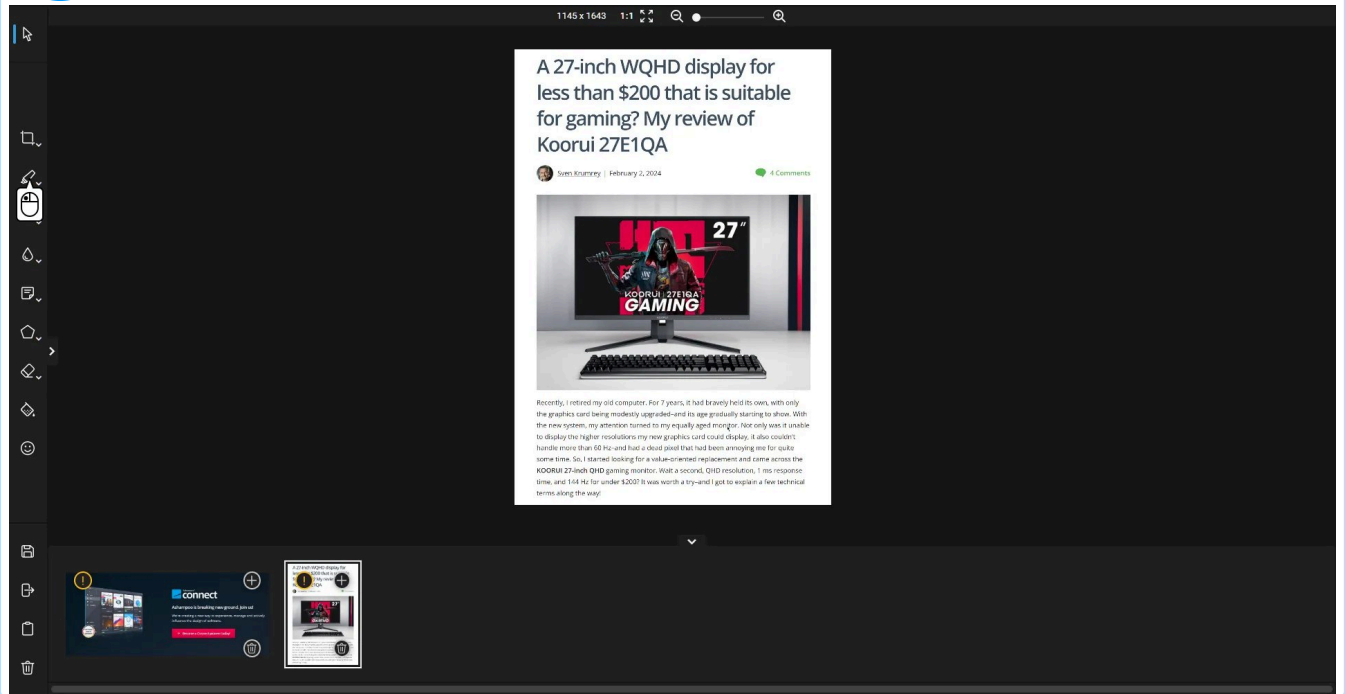 1145 x 1643 1:1
A 27-inch WQHD display for
less than $200 that is suitable
for gaming? My review of
Koorui 27E1QA
Sven Krumrey | February 2, 2024 4 Comments
27"
KOORUI 27E1QA
GAMING
Recently, I retired my old computer. For 7 years, it had bravely held its own, with only
the graphics card being modestly upgraded–and its age gradually starting to show. With
the new system, my attention turned to my equally aged monitor. Not only was it unable
to display the higher resolutions my new graphics card could display, it also couldn't
handle more than 60 Hz–and had a dead pixel that had been annoying me for quite
some time. So, I started looking for a value-oriented replacement and came across the
KOORUI 27-inch QHD gaming monitor. Wait a second, QHD resolution, 1 ms response
time, and 144 Hz for under $200? It was worth a try–and I got to explain a few technical
terms along the way!
connect
Ashampoo is breaking new ground. Join us!
A 27-inch WQHD display for
27"